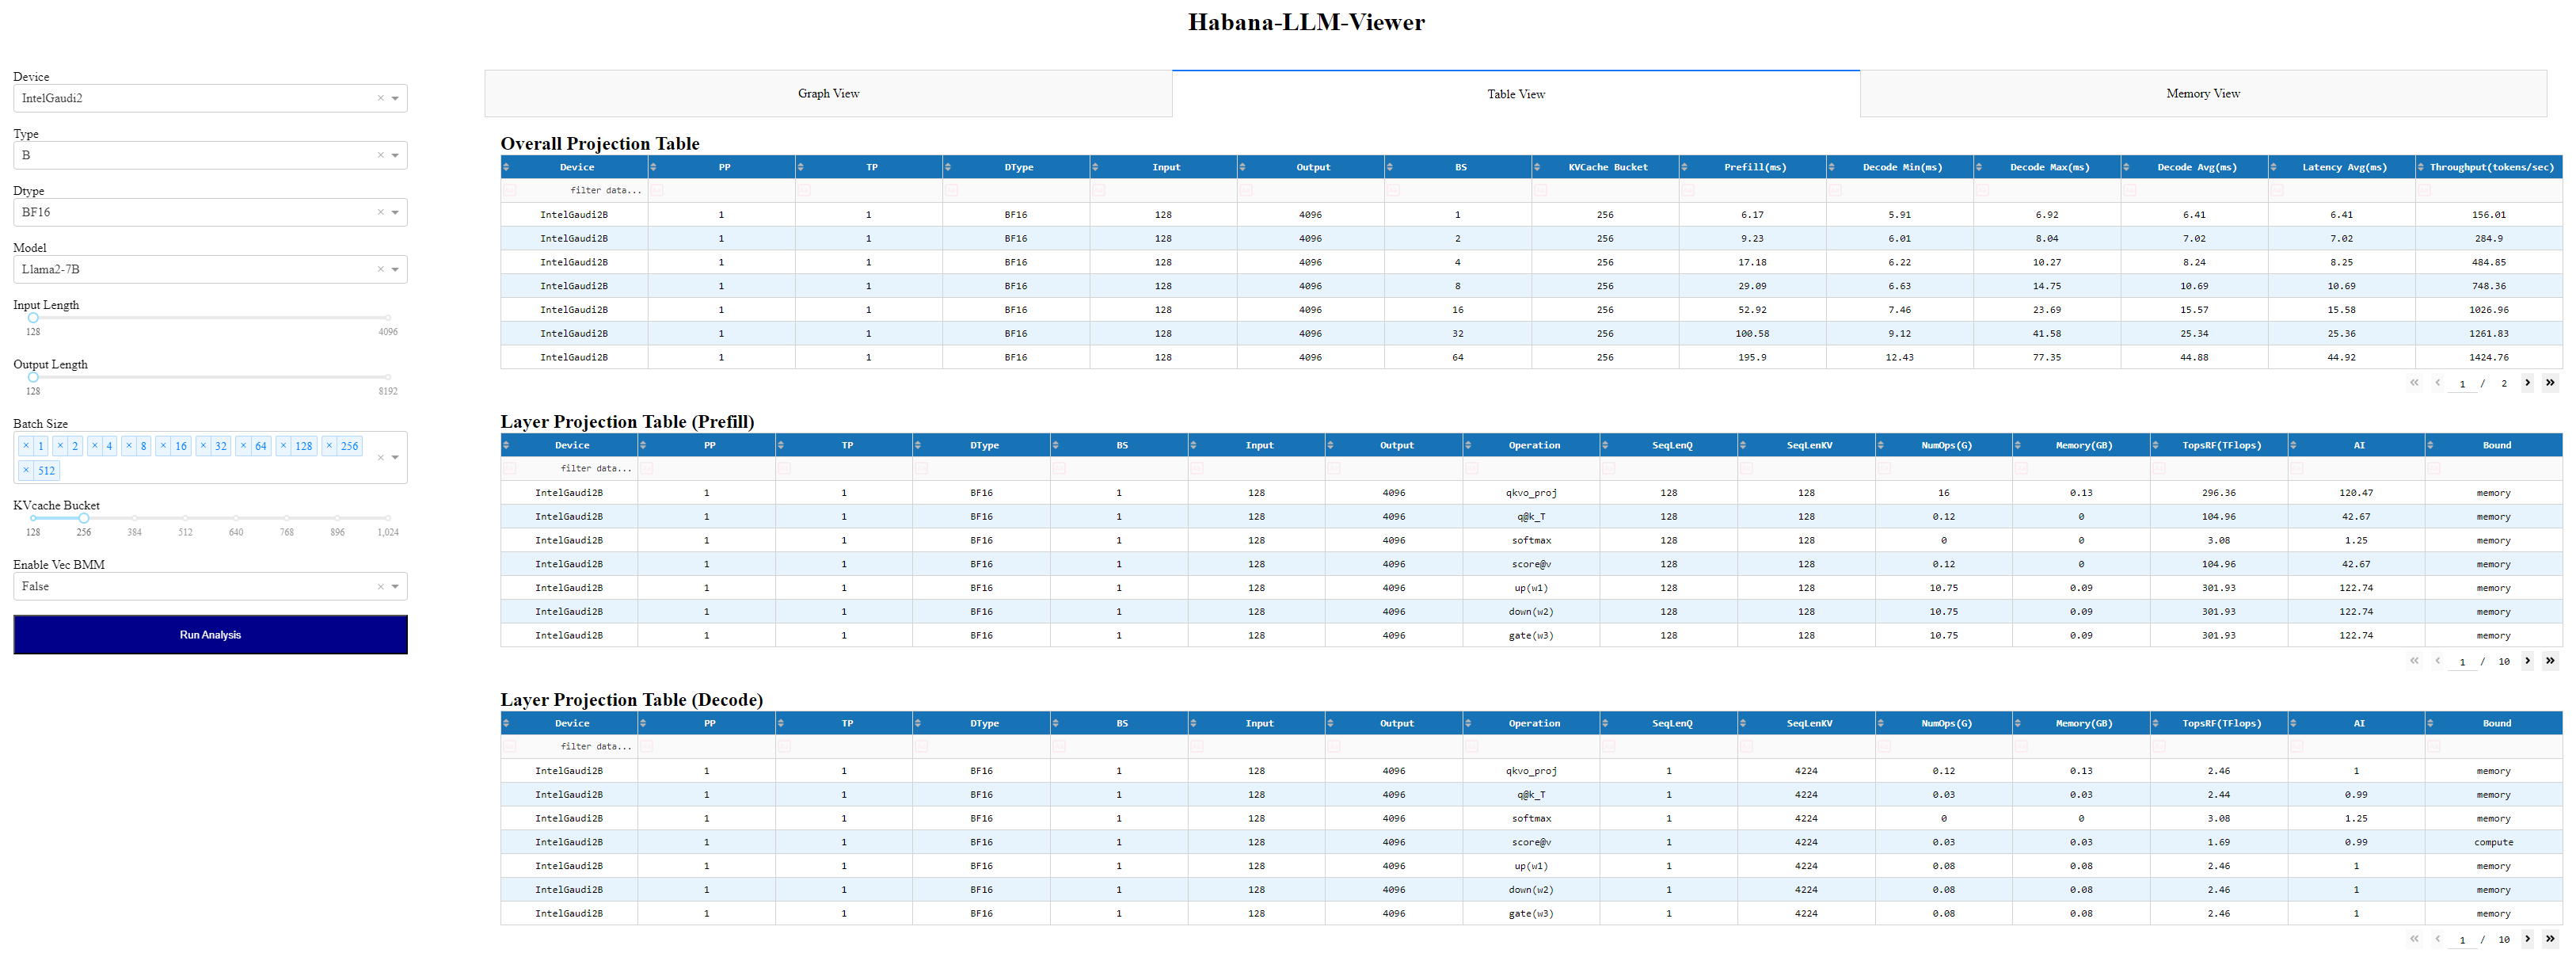 Habana-LLM-Viewer
Device
IntelGaudi2
Type
B
Dtype
BF16
Model
Llama2-7B
Input Length
128 4096
Output Length
128 8192
Batch Size
× 1 × 2 × 4 × 8 × 16 × 32 × 64 × 128 × 256
× 512
KVcache Bucket
128 256 384 512 640 768 896 1,024
Enable Vec BMM
False
Run Analysis
Graph View Table View Memory View
Overall Projection Table
Device PP TP DType Input Output BS KVCache Bucket Prefill(ms) Decode Min(ms) Decode Max(ms) Decode Avg(ms) Latency Avg(ms) Throughput(tokens/sec)
filter data...
IntelGaudi2B 1 1 BF16 128 4096 1 256 6.17 5.91 6.92 6.41 6.41 156.01
IntelGaudi2B 1 1 BF16 128 4096 2 256 9.23 6.01 8.04 7.02 7.02 284.9
IntelGaudi2B 1 1 BF16 128 4096 4 256 17.18 6.22 10.27 8.24 8.25 484.85
IntelGaudi2B 1 1 BF16 128 4096 8 256 29.09 6.63 14.75 10.69 10.69 748.36
IntelGaudi2B 1 1 BF16 128 4096 16 256 52.92 7.46 23.69 15.57 15.58 1026.96
IntelGaudi2B 1 1 BF16 128 4096 32 256 100.58 9.12 41.58 25.34 25.36 1261.83
IntelGaudi2B 1 1 BF16 128 4096 64 256 195.9 12.43 77.35 44.88 44.92 1424.76
1 / 2
Layer Projection Table (Prefill)
Device PP TP DType BS Input Output Operation SeqLenQ SeqLenKV NumOps(G) Memory(GB) TopsRF(TFlops) AI Bound
filter data...
IntelGaudi2B 1 1 BF16 1 128 4096 qkvo_proj 128 128 16 0.13 296.36 120.47 memory
IntelGaudi2B 1 1 BF16 1 128 4096 q@k_T 128 128 0.12 0 104.96 42.67 memory
IntelGaudi2B 1 1 BF16 1 128 4096 softmax 128 128 0 0 3.08 1.25 memory
IntelGaudi2B 1 1 BF16 1 128 4096 score@v 128 128 0.12 0 104.96 42.67 memory
IntelGaudi2B 1 1 BF16 1 128 4096 up(w1) 128 128 10.75 0.09 301.93 122.74 memory
IntelGaudi2B 1 1 BF16 1 128 4096 down(w2) 128 128 10.75 0.09 301.93 122.74 memory
IntelGaudi2B 1 1 BF16 1 128 4096 gate(w3) 128 128 10.75 0.09 301.93 122.74 memory
1 / 10
Layer Projection Table (Decode)
Device PP TP DType BS Input Output Operation SeqLenQ SeqLenKV NumOps(G) Memory(GB) TopsRF(TFlops) AI Bound
filter data...
IntelGaudi2B 1 1 BF16 1 128 4096 qkvo_proj 1 4224 0.12 0.13 2.46 1 memory
IntelGaudi2B 1 1 BF16 1 128 4096 q@k_T 1 4224 0.03 0.03 2.44 0.99 memory
IntelGaudi2B 1 1 BF16 1 128 4096 softmax 1 4224 0 0 3.08 1.25 memory
IntelGaudi2B 1 1 BF16 1 128 4096 score@v 1 4224 0.03 0.03 1.69 0.99 compute
IntelGaudi2B 1 1 BF16 1 128 4096 up(w1) 1 4224 0.08 0.08 2.46 1 memory
IntelGaudi2B 1 1 BF16 1 128 4096 down(w2) 1 4224 0.08 0.08 2.46 1 memory
IntelGaudi2B 1 1 BF16 1 128 4096 gate(w3) 1 4224 0.08 0.08 2.46 1 memory
1 / 10